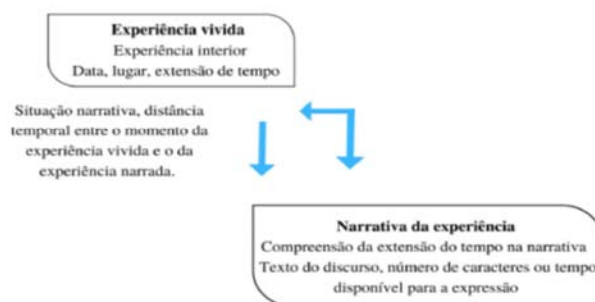 Experiência vivida
Experiência interior
Data, lugar, extensão de tempo
Situação narrativa, distância
temporal entre o momento da
experiência vivida e o da
experiência narrada.
Narrativa da experiência
Compreensão da extensão do tempo na narrativa
Texto do discurso, número de caracteres ou tempo
disponível para a expressão